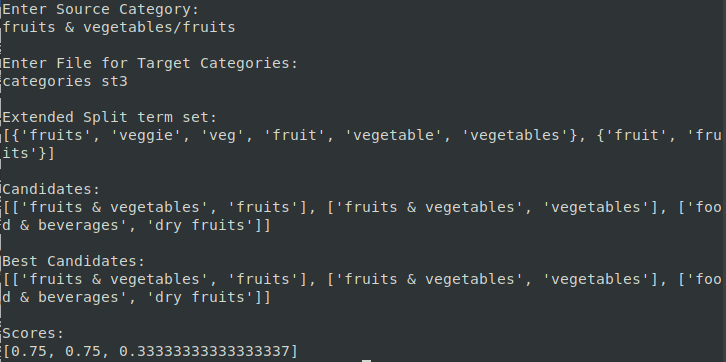 Enter Source Category:
fruits & vegetables/fruits
Enter File for Target Categories:
categories st3
Extended Split term set:
[{'fruits', 'veggie', 'veg', 'fruit', 'vegetable', 'vegetables'}, {'fruit', 'fru
its'}]
Candidates:
[['fruits & vegetables', 'fruits'], ['fruits & vegetables', 'vegetables'], ['foo
d & beverages', 'dry fruits']]
Best Candidates:
[['fruits & vegetables', 'fruits'], ['fruits & vegetables', 'vegetables'], ['foo
d & beverages', 'dry fruits']]
Scores:
[0.75, 0.75, 0.33333333333333337]